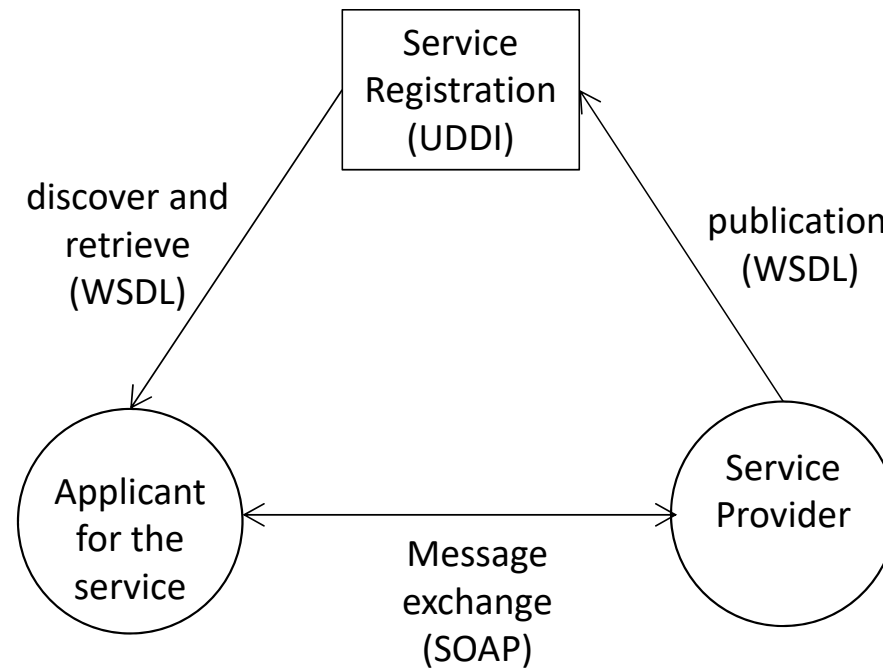 Service
Registration
(UDDI)
discover and
retrieve
(WSDL)
publication
(WSDL)
Applicant
for the
service
Service
Provider
Message
exchange
(SOAP)